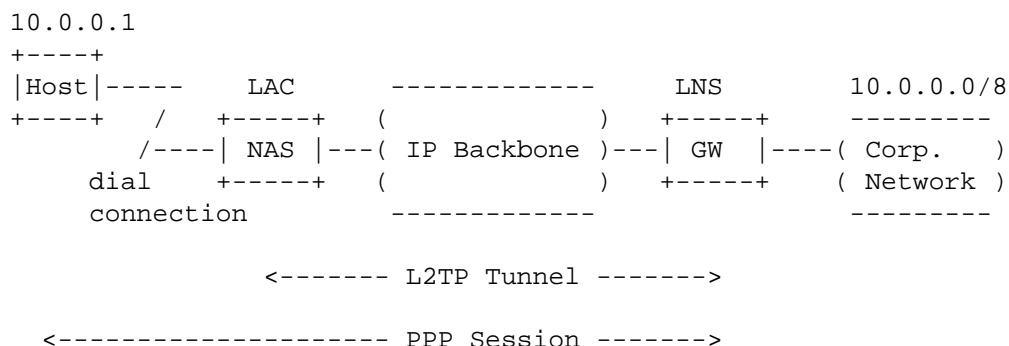 10.0.0.1
+----+
|Host|-----    LAC      -------------     LNS        10.0.0.0/8
+----+   /   +-----+   (             )   +-----+     ---------
        /----| NAS |---( IP Backbone )---| GW  |----( Corp.   )
     dial    +-----+   (             )   +-----+    ( Network )
     connection         -------------                ---------
                <------- L2TP Tunnel ------->
  <--------------------- PPP Session ------->